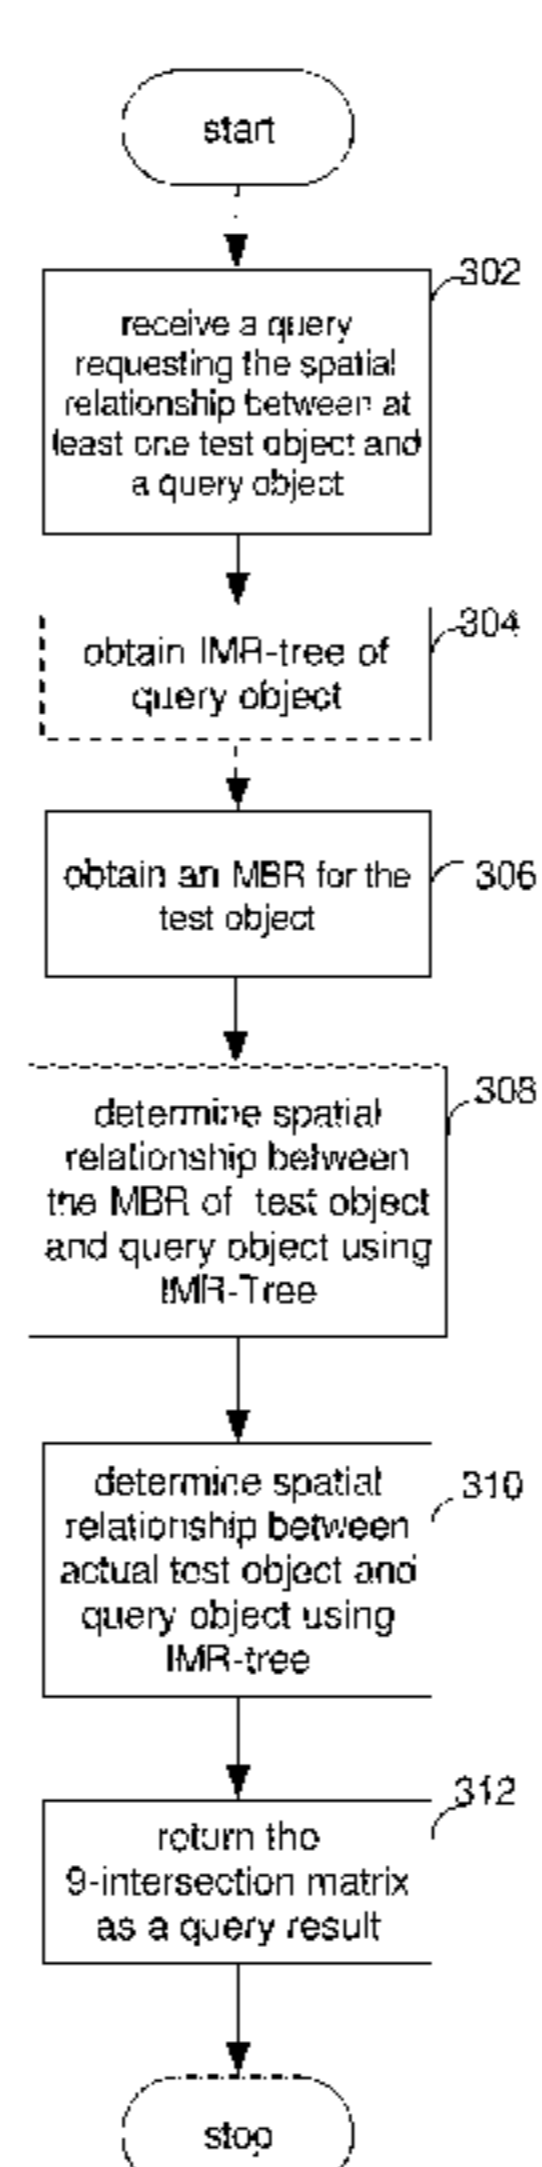 start
302
receive a query
requesting the spatial
relationship between at
least one test object and
a query object
304
obtain IMR-tree of
query object
obtain an MBR for the
test object
306
308
determine spatial
relationship between
the MBR of test object
and query object using
IMR-Tree
determine spatial
relationship between
actual test object and
query object using
IMR-tree
310
312
return the
9-intersection matrix
as a query result
stop